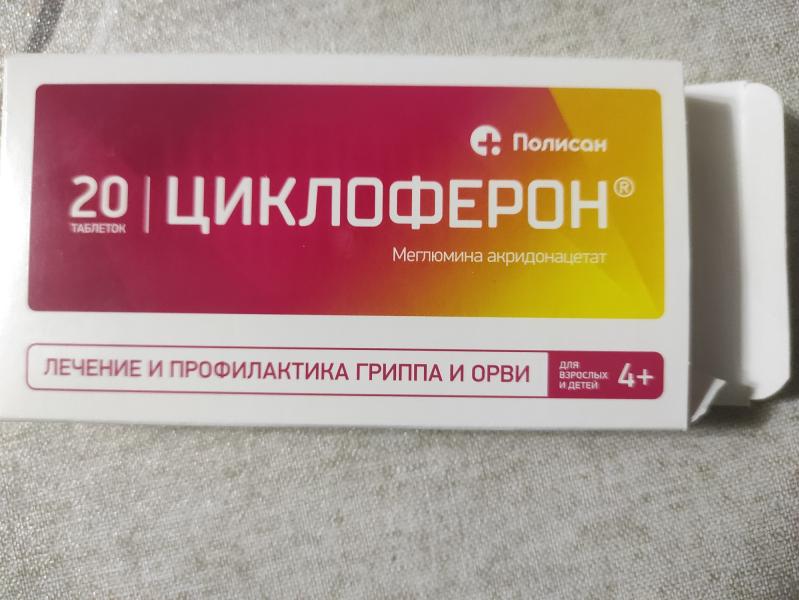 Полисан
20
ТАБЛЕТОК
ЦИКЛОФЕРОН®
Меглюмина акридонацетат
ЛЕЧЕНИЕ И ПРОФИЛАКТИКА ГРИППА И ОРВИ
ДЛЯ
ВЗРОСЛЫХ
И ДЕТЕЙ
4+